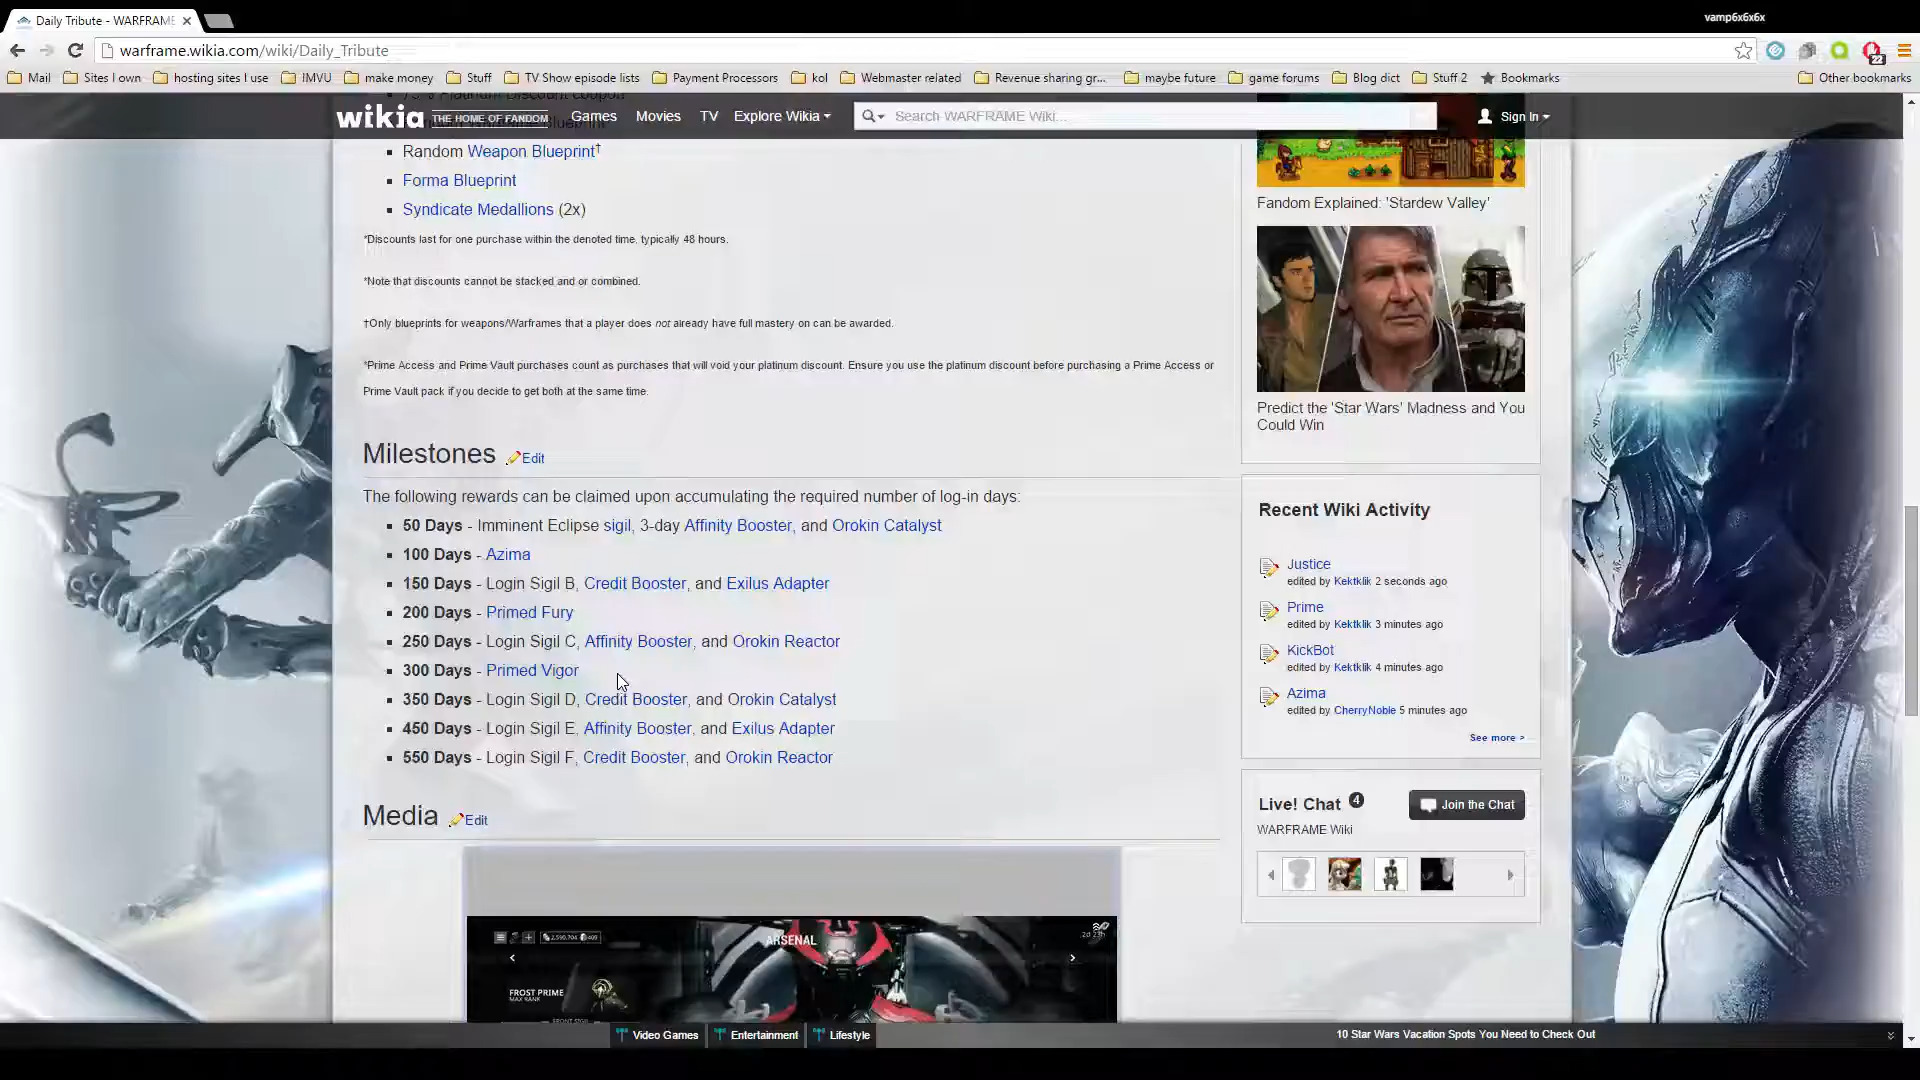 Daily Tribute - WARFRAME
vamp6x6x6x
warframe.wikia.com/wiki/Daily_Tribute
22
Mail Sites I own hosting sites I use IMVU make money Stuff TV Show episode lists Payment Processors kol Webmaster related Revenue sharing gr... maybe future game forums Blog dict Stuff 2 Bookmarks Other bookmarks
wikia THE HOME OF FANDOM Games Movies TV Explore Wikia Search WARFRAME Wiki... Sign In
Random Weapon Blueprint†
Forma Blueprint
Syndicate Medallions (2x)
*Discounts last for one purchase within the denoted time, typically 48 hours.
*Note that discounts cannot be stacked and or combined.
†Only blueprints for weapons/Warframes that a player does not already have full mastery on can be awarded.
*Prime Access and Prime Vault purchases count as purchases that will void your platinum discount. Ensure you use the platinum discount before purchasing a Prime Access or
Prime Vault pack if you decide to get both at the same time.
Milestones Edit
The following rewards can be claimed upon accumulating the required number of log-in days:
50 Days - Imminent Eclipse sigil, 3-day Affinity Booster, and Orokin Catalyst
100 Days - Azima
150 Days - Login Sigil B, Credit Booster, and Exilus Adapter
200 Days - Primed Fury
250 Days - Login Sigil C, Affinity Booster, and Orokin Reactor
300 Days - Primed Vigor
350 Days - Login Sigil D, Credit Booster, and Orokin Catalyst
450 Days - Login Sigil E, Affinity Booster, and Exilus Adapter
550 Days - Login Sigil F, Credit Booster, and Orokin Reactor
Media Edit
ARSENAL
FROST PRIME
MAX RANK
Fandom Explained: 'Stardew Valley'
Predict the 'Star Wars' Madness and You
Could Win
Recent Wiki Activity
Justice
edited by Kektklik 2 seconds ago
Prime
edited by Kektklik 3 minutes ago
KickBot
edited by Kektklik 4 minutes ago
Azima
edited by CherryNoble 5 minutes ago
See more >
Live! Chat 4 Join the Chat
WARFRAME Wiki
Video Games Entertainment Lifestyle 10 Star Wars Vacation Spots You Need to Check Out